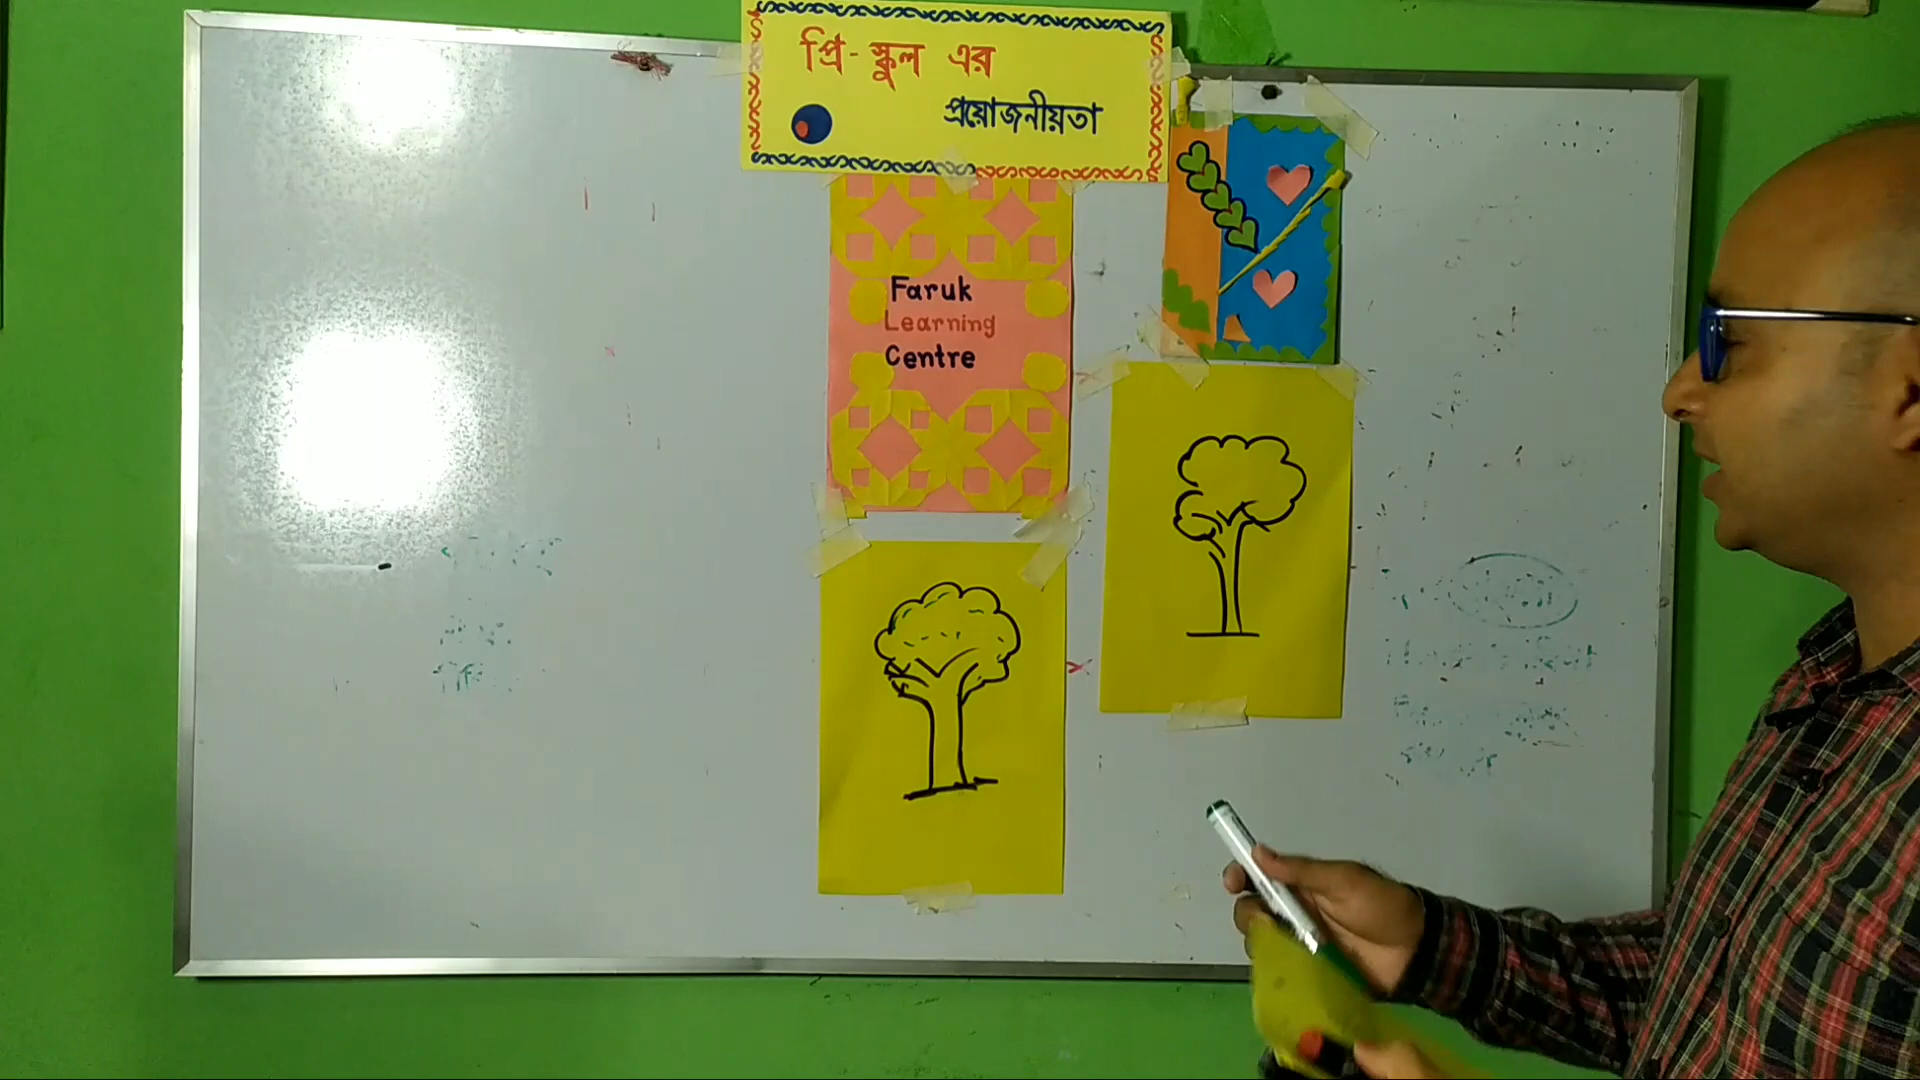 প্রি-স্কুল এর
প্রয়োজনীয়তা
Faruk
Learning
Centre